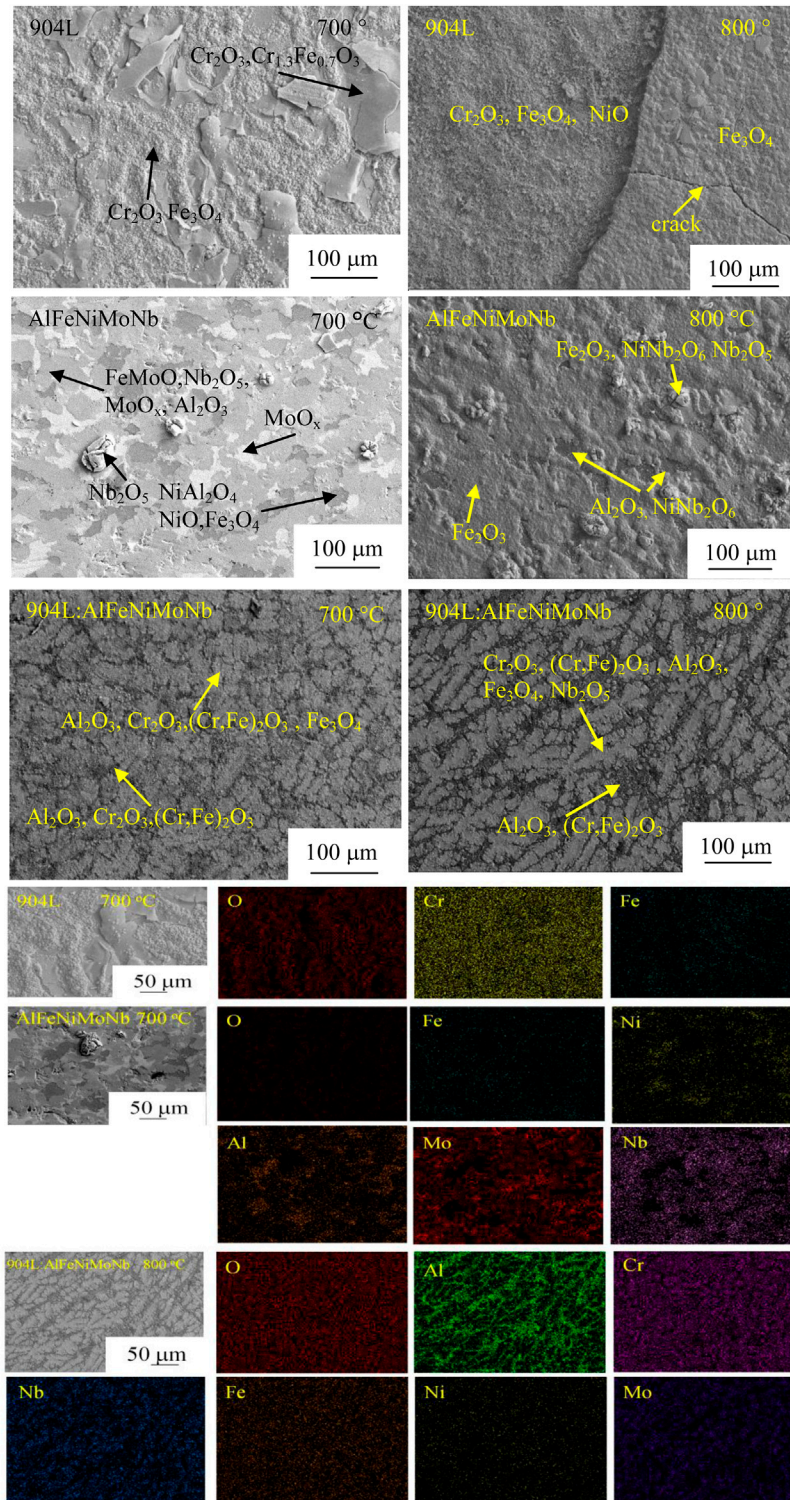 904L 700 °
Cr₂O₃,Cr₁.₃Fe₀.₇O₃
Cr₂O₃ Fe₃O₄
100 μm
904L 800 °
Cr₂O₃, Fe₃O₄, NiO
Fe₃O₄
crack
100 μm
AlFeNiMoNb 700 °C
FeMoO,Nb₂O₅,
MoOₓ, Al₂O₃
MoOₓ
Nb₂O₅ NiAl₂O₄
NiO,Fe₃O₄
100 μm
AlFeNiMoNb 800 °C
Fe₂O₃, NiNb₂O₆ Nb₂O₅
Al₂O₃, NiNb₂O₆
Fe₂O₃
100 μm
904L:AlFeNiMoNb 700 °C
Al₂O₃, Cr₂O₃,(Cr,Fe)₂O₃ , Fe₃O₄
Al₂O₃, Cr₂O₃,(Cr,Fe)₂O₃
100 μm
904L:AlFeNiMoNb 800 °
Cr₂O₃, (Cr,Fe)₂O₃ , Al₂O₃,
Fe₃O₄, Nb₂O₅
Al₂O₃, (Cr,Fe)₂O₃
100 μm
904L 700 °C
50 μm
O
Cr
Fe
AlFeNiMoNb 700 °C
50 μm
O
Fe
Ni
Al
Mo
Nb
904L:AlFeNiMoNb 800 °C
50 μm
O
Al
Cr
Nb
Fe
Ni
Mo